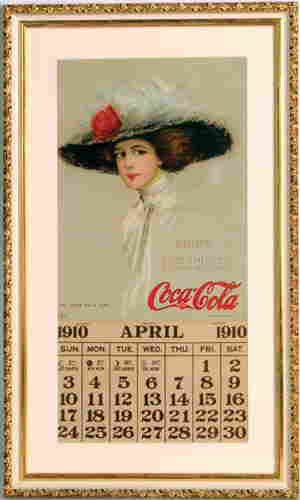 Coca-Cola
1910 APRIL 1910
SUN. MON. TUE. WED. THU. FRI. SAT.
1 2
3 4 5 6 7 8 9
10 11 12 13 14 15 16
17 18 19 20 21 22 23
24 25 26 27 28 29 30